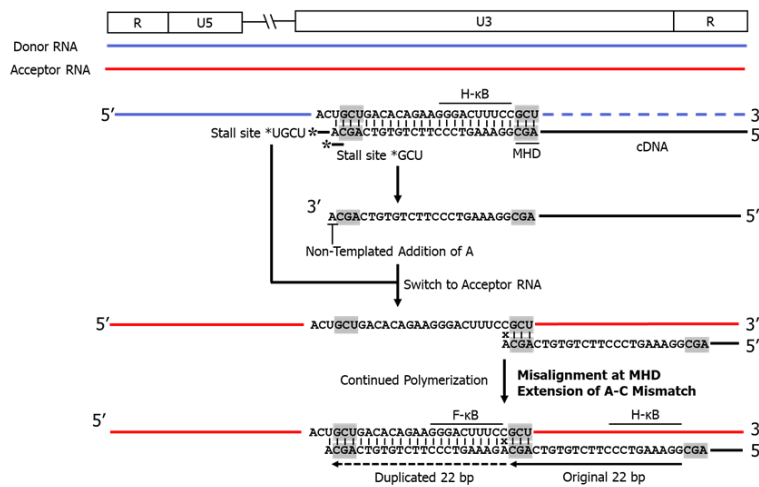 R U5 U3 R
Donor RNA
Acceptor RNA
H-κB
5′ ACUGCUGACACAGAAGGGACUUUCCGCU 3
Stall site *UGCU *
ACGACTGTGTCTTCCCTGAAAGGCGA 5
*
Stall site *GCU MHD cDNA
3′ ACGACTGTGTCTTCCCTGAAAGGCGA 5′
Non-Templated Addition of A
Switch to Acceptor RNA
5′ ACUGCUGACACAGAAGGGACUUUCCGCU 3′
x
ACGACTGTGTCTTCCCTGAAAGGCGA 5′
Continued Polymerization
Misalignment at MHD
Extension of A-C Mismatch
F-κB H-κB
5′ ACUGCUGACACAGAAGGGACUUUCCGCU 3
x
ACGACTGTGTCTTCCCTGAAAGACGACTGTGTCTTCCCTGAAAGGCGA 5
Duplicated 22 bp Original 22 bp